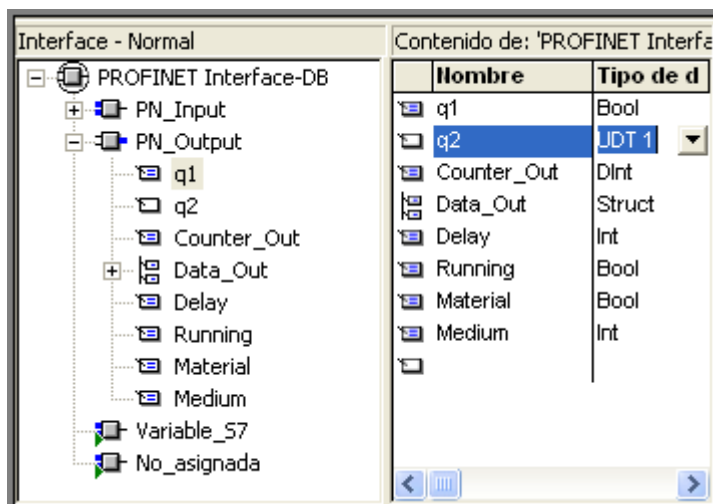 Interface - Normal
PROFINET Interface-DB
PN_Input
PN_Output
q1
q2
Counter_Out
Data_Out
Delay
Running
Material
Medium
Variable_S7
No_asignada
Contenido de: 'PROFINET Interfa
Nombre Tipo de d
q1 Bool
q2 UDT 1
Counter_Out DInt
Data_Out Struct
Delay Int
Running Bool
Material Bool
Medium Int